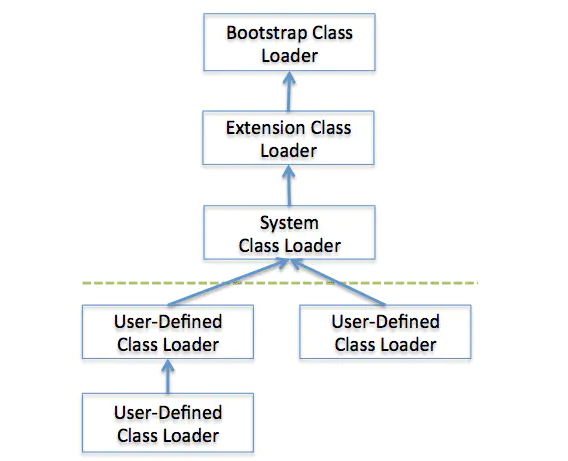 Bootstrap Class
Loader
Extension Class
Loader
System
Class Loader
User-Defined
Class Loader
User-Defined
Class Loader
User-Defined
Class Loader